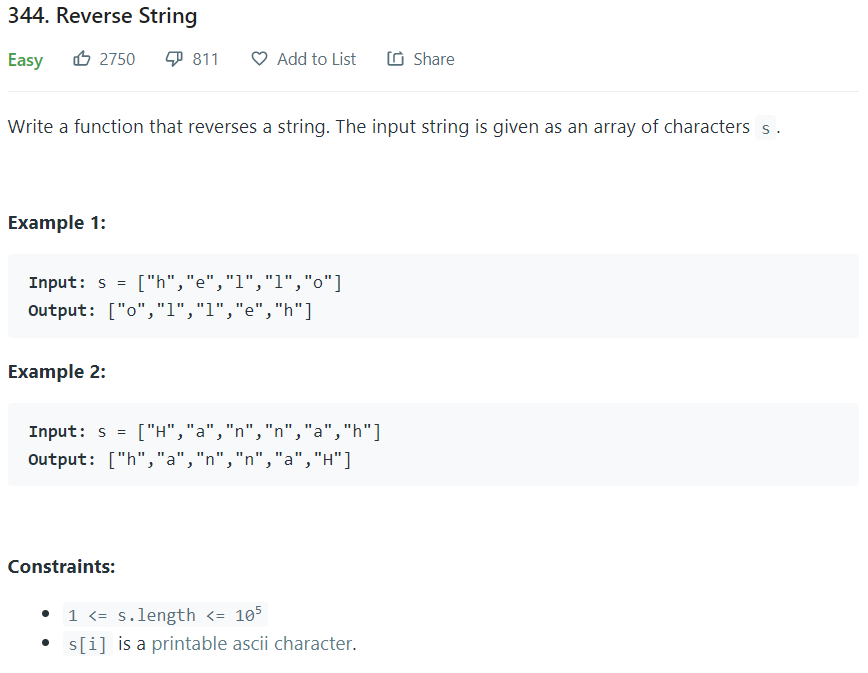 344. Reverse String
Easy 2750 811 Add to List Share
Write a function that reverses a string. The input string is given as an array of characters s .
Example 1:
Input: s = ["h","e","l","l","o"]
Output: ["o","l","l","e","h"]
Example 2:
Input: s = ["H","a","n","n","a","h"]
Output: ["h","a","n","n","a","H"]
Constraints:
• 1 <= s.length <= 10⁵
• s[i] is a printable ascii character.